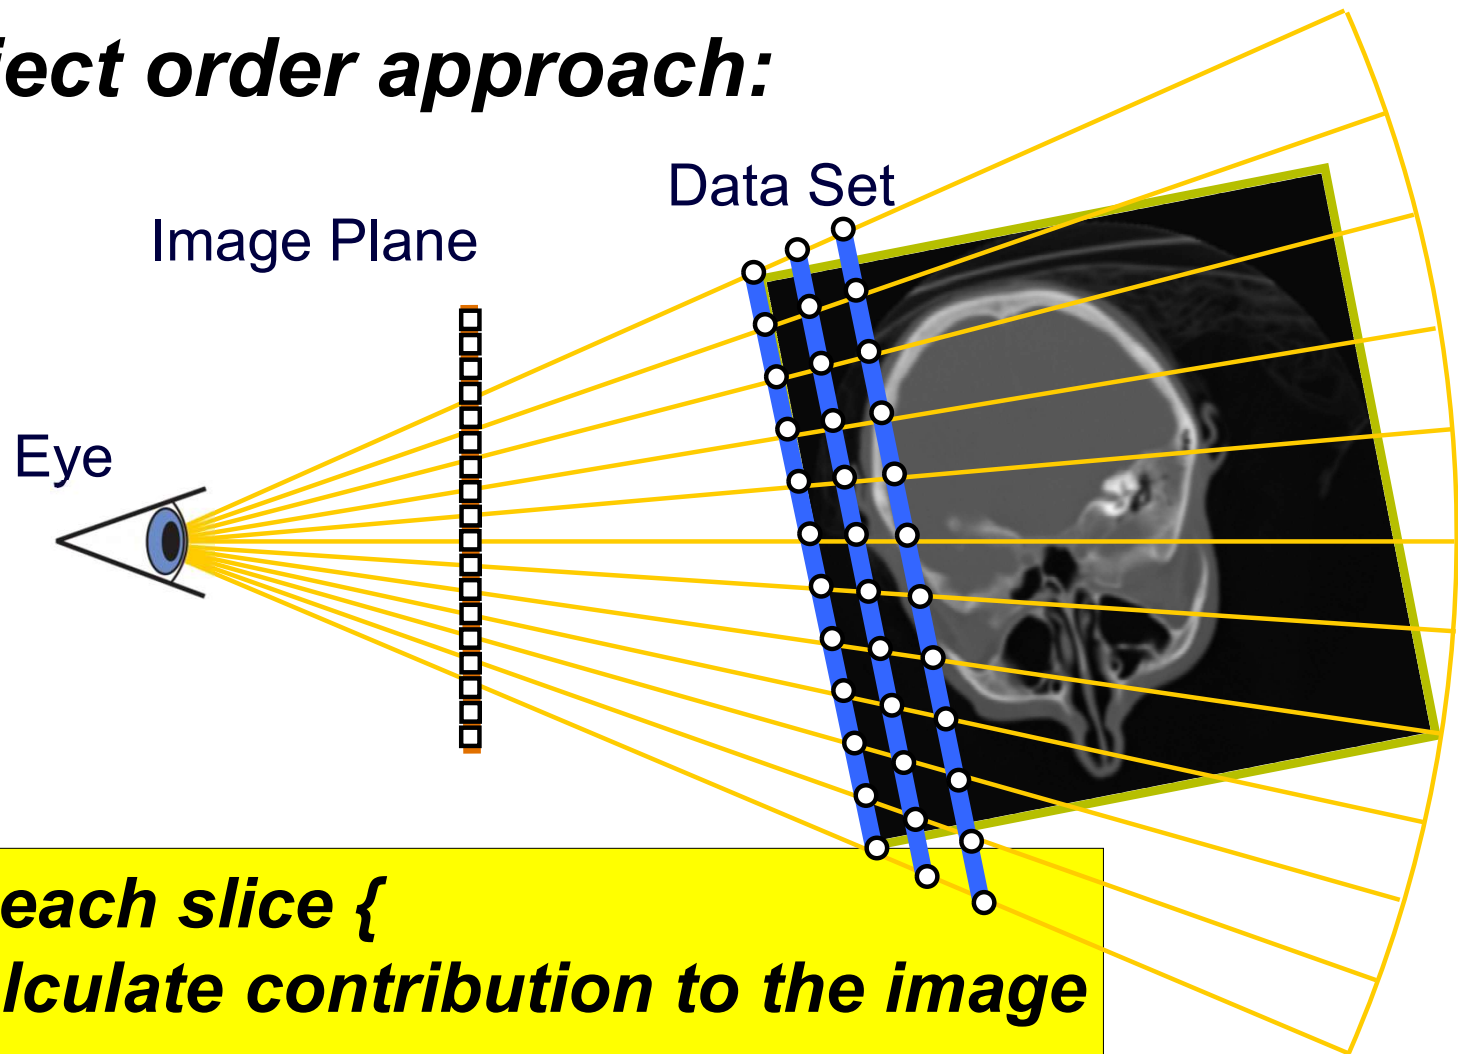 ject order approach:
Data Set
Image Plane
Eye
each slice {
lculate contribution to the image